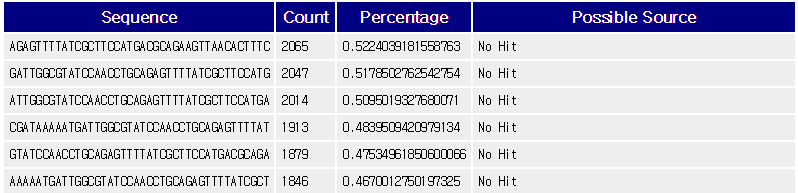 Sequence Count Percentage Possible Source
AGAGTTTTATCGCTTCCATGACGCAGAAGTTAACACTTTC 2065 0.5224039181558763 No Hit
GATTGGCGTATCCAACCTGCAGAGTTTTATCGCTTCCATG 2047 0.5178502762542754 No Hit
ATTGGCGTATCCAACCTGCAGAGTTTTATCGCTTCCATGA 2014 0.5095019327680071 No Hit
CGATAAAAATGATTGGCGTATCCAACCTGCAGAGTTTTAT 1913 0.4839509420979134 No Hit
GTATCCAACCTGCAGAGTTTTATCGCTTCCATGACGCAGA 1879 0.47534961850600066 No Hit
AAAAATGATTGGCGTATCCAACCTGCAGAGTTTTATCGCT 1846 0.4670012750197325 No Hit